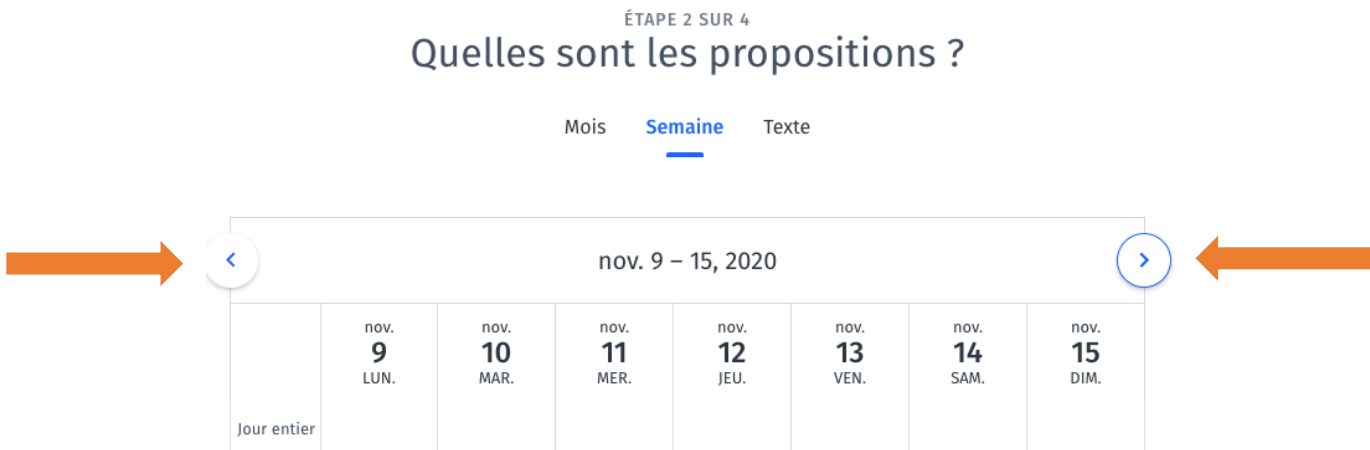 ÉTAPE 2 SUR 4
Quelles sont les propositions ?
Mois Semaine Texte
nov. 9 – 15, 2020
nov. nov. nov. nov. nov. nov. nov.
9 10 11 12 13 14 15
LUN. MAR. MER. JEU. VEN. SAM. DIM.
Jour entier